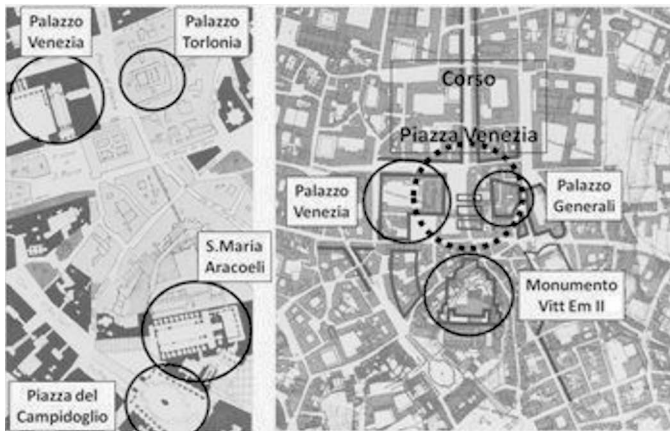 Palazzo
Venezia
Palazzo
Torlonia
S.Maria
Aracoeli
Piazza del
Campidoglio
Corso
Piazza Venezia
Palazzo
Venezia
Palazzo
Generali
Monumento
Vitt Em II